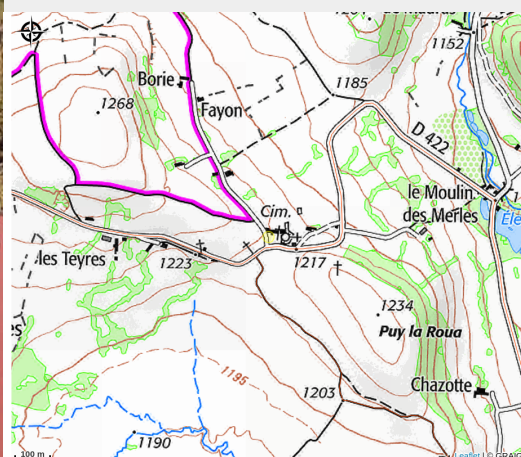 1152
1185
Borie
1268
Fayon
D 422
le Moulin
des Merles
Cim.
les Teyres
1223
1217
1234
Puy la Roua
1195
Chazotte
1203
1190
100 m
Leaflet | ©